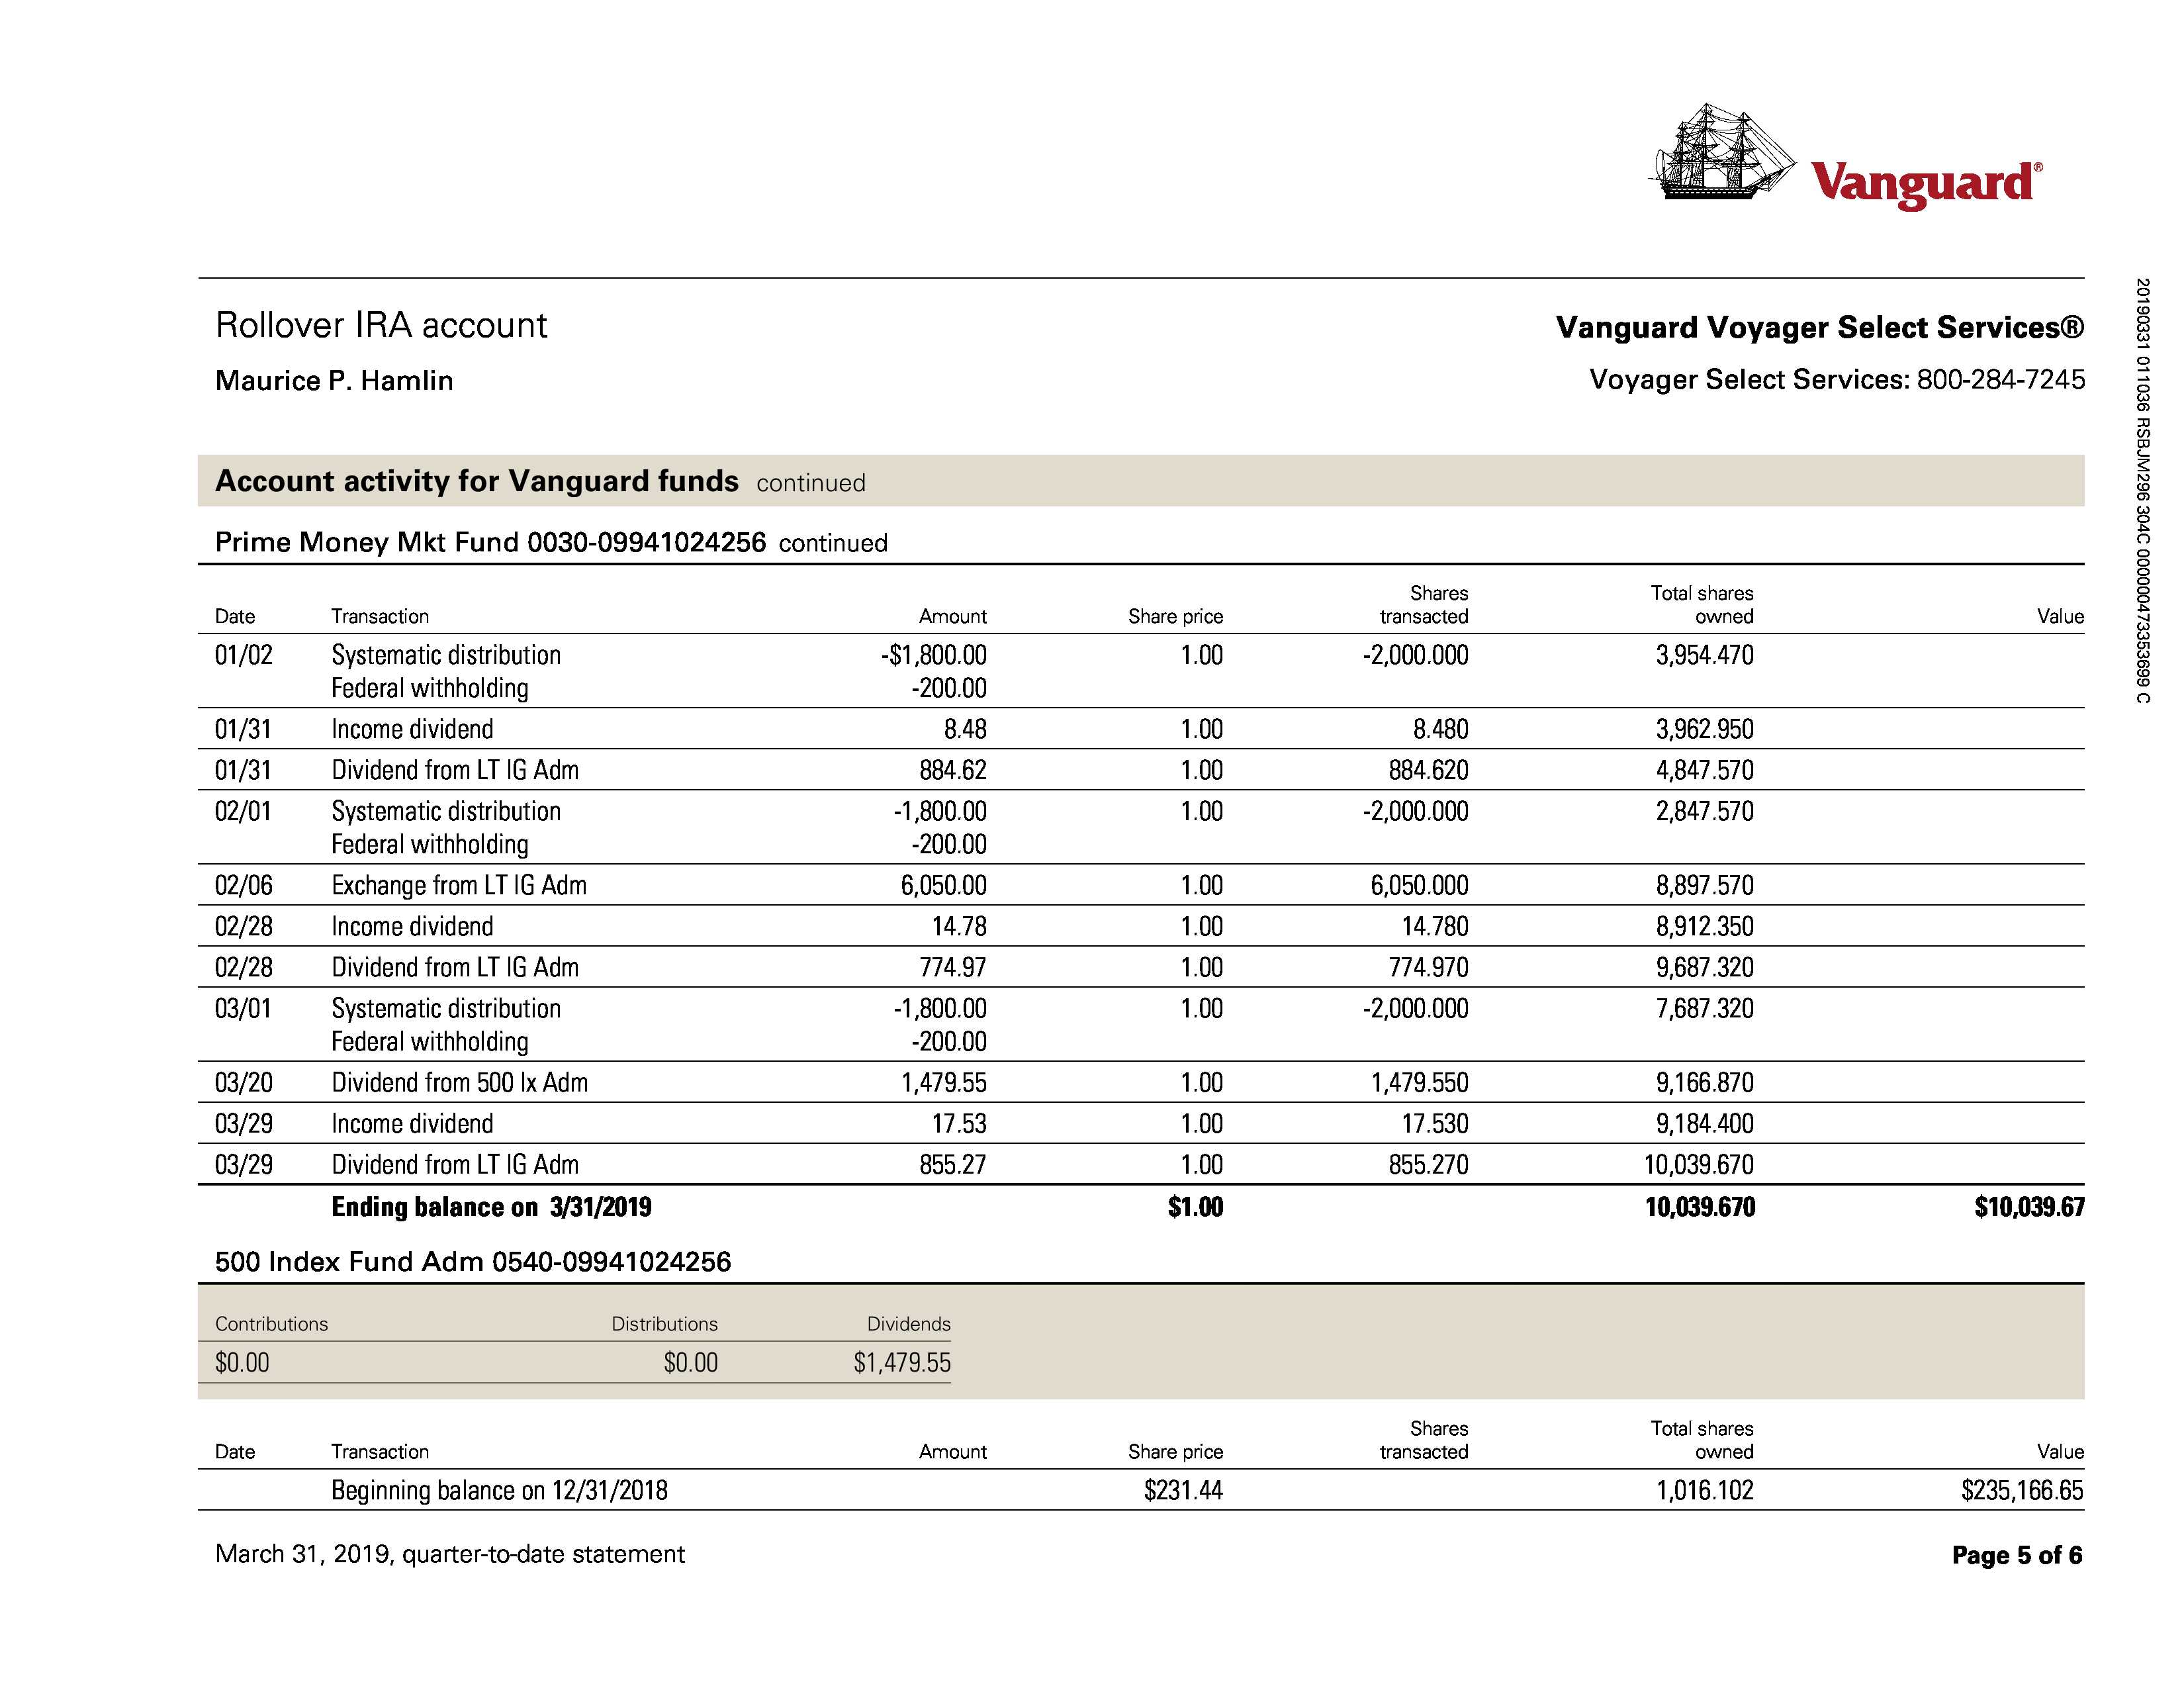 Vanguard®
Rollover IRA account
Vanguard Voyager Select Services®
Maurice P. Hamlin
Voyager Select Services: 800-284-7245
20190331 011036 RSBJM296 304C 00000047335369​9 C
Account activity for Vanguard funds continued
Prime Money Mkt Fund 0030-09941024256 continued
Date Transaction Amount Share price Shares transacted Total shares owned Value
01/02 Systematic distribution -$1,800.00 1.00 -2,000.000 3,954.470
Federal withholding -200.00
01/31 Income dividend 8.48 1.00 8.480 3,962.950
01/31 Dividend from LT IG Adm 884.62 1.00 884.620 4,847.570
02/01 Systematic distribution -1,800.00 1.00 -2,000.000 2,847.570
Federal withholding -200.00
02/06 Exchange from LT IG Adm 6,050.00 1.00 6,050.000 8,897.570
02/28 Income dividend 14.78 1.00 14.780 8,912.350
02/28 Dividend from LT IG Adm 774.97 1.00 774.970 9,687.320
03/01 Systematic distribution -1,800.00 1.00 -2,000.000 7,687.320
Federal withholding -200.00
03/20 Dividend from 500 Ix Adm 1,479.55 1.00 1,479.550 9,166.870
03/29 Income dividend 17.53 1.00 17.530 9,184.400
03/29 Dividend from LT IG Adm 855.27 1.00 855.270 10,039.670
Ending balance on 3/31/2019 $1.00 10,039.670 $10,039.67
500 Index Fund Adm 0540-09941024256
Contributions Distributions Dividends
$0.00 $0.00 $1,479.55
Date Transaction Amount Share price Shares transacted Total shares owned Value
Beginning balance on 12/31/2018 $231.44 1,016.102 $235,166.65
March 31, 2019, quarter-to-date statement
Page 5 of 6